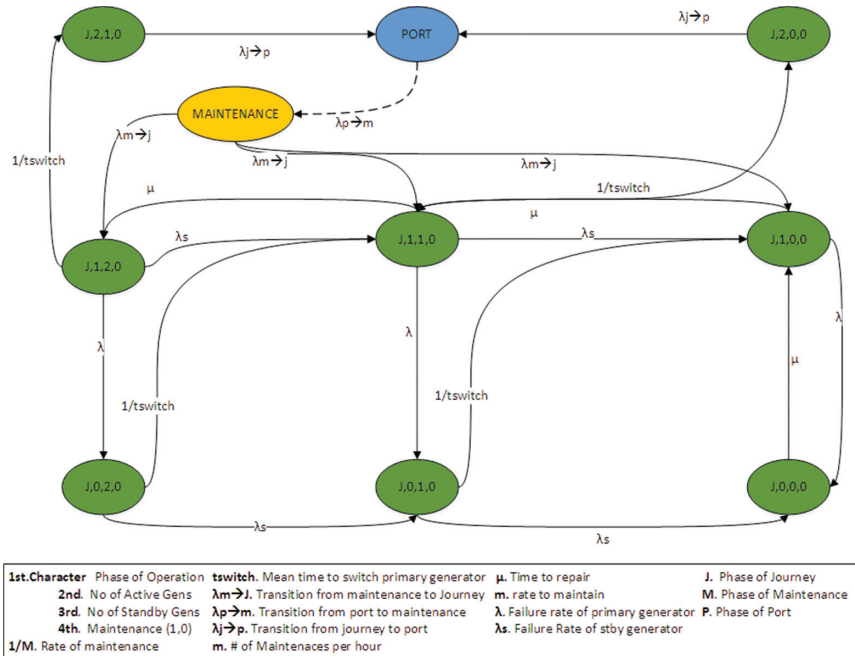 J,2,1,0
λj→p
PORT
λj→p
J,2,0,0
MAINTENANCE
λp→m
λm→j
λm→j
λm→j
1/tswitch
1/tswitch
μ
μ
J,1,2,0
λs
J,1,1,0
λs
J,1,0,0
λ
λ
λ
μ
1/tswitch
1/tswitch
J,0,2,0
J,0,1,0
J,0,0,0
λs
λs
1st.Character Phase of Operation
2nd. No of Active Gens
3rd. No of Standby Gens
4th. Maintenance (1,0)
1/M. Rate of maintenance
tswitch. Mean time to switch primary generator
λm→J. Transition from maintenance to Journey
λp→m. Transition from port to maintenance
λj→p. Transition from journey to port
m. # of Maintenaces per hour
μ. Time to repair
m. rate to maintain
λ. Failure rate of primary generator
λs. Failure Rate of stby generator
J. Phase of Journey
M. Phase of Maintenance
P. Phase of Port